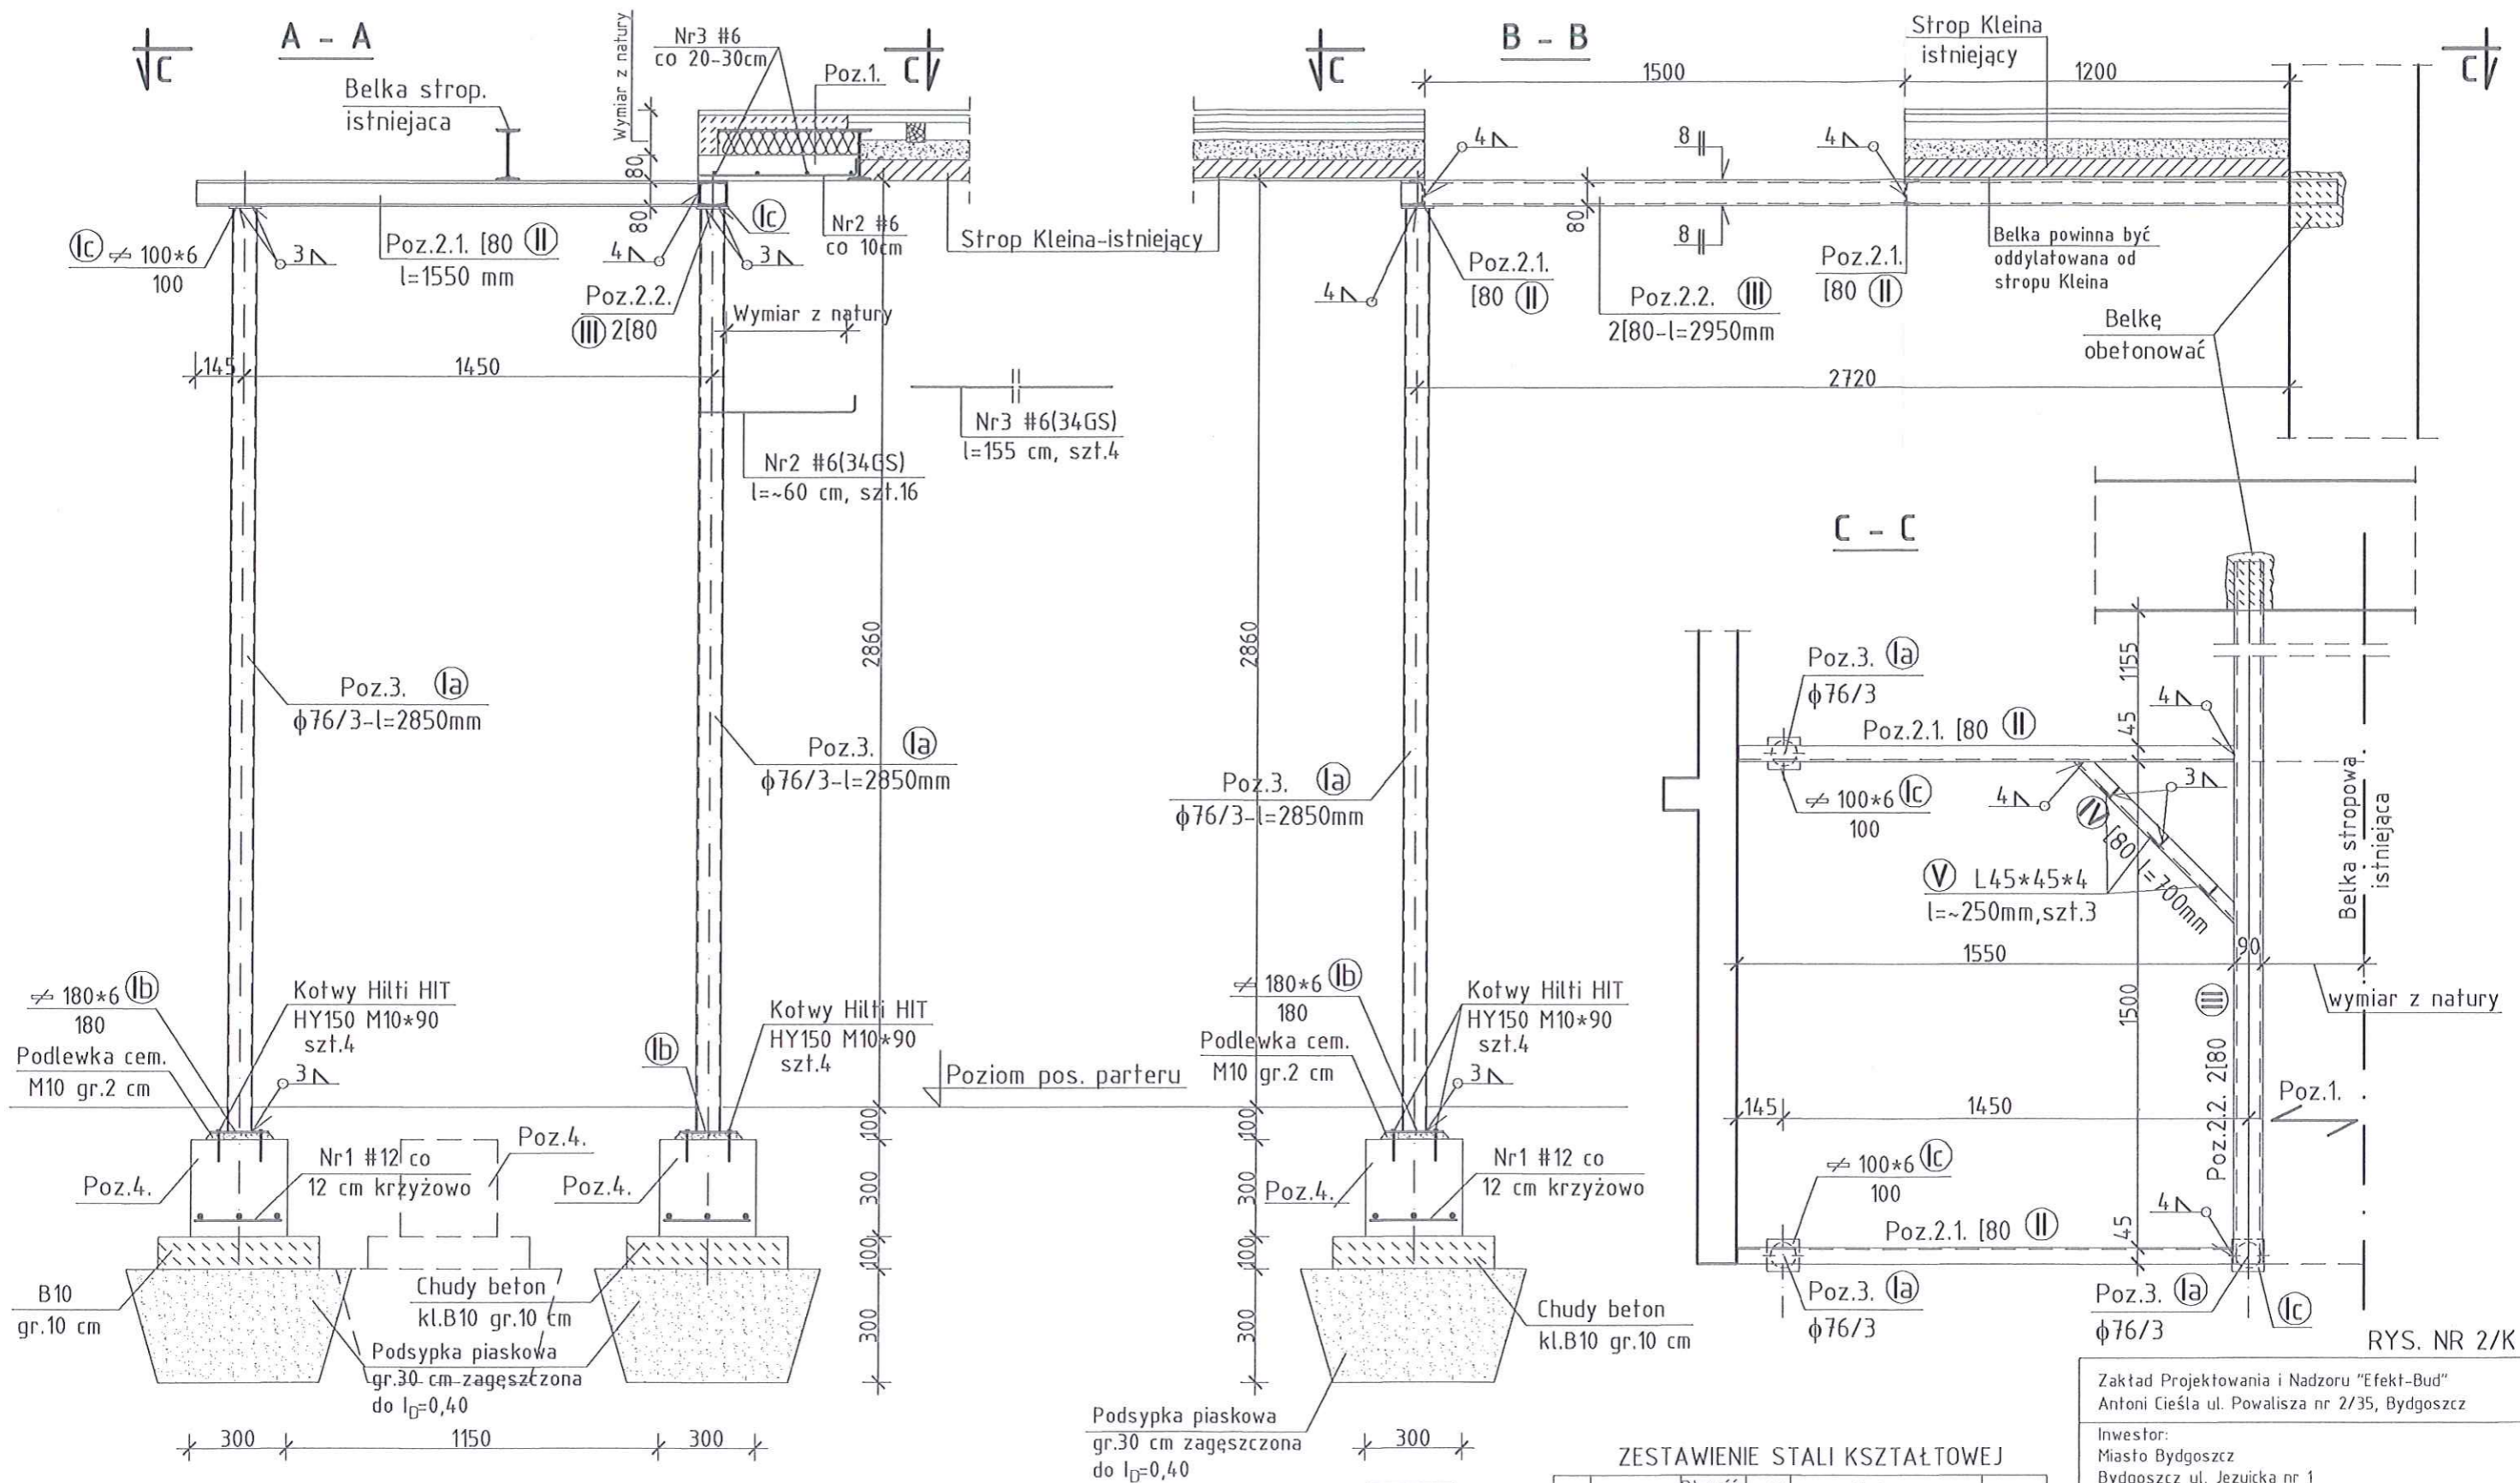 A - A
C
Nr3 #6
co 20-30cm
Wymiar z natury
Poz.1.
C
Belka strop.
istniejaca
80
80
Ic 100*6
100
3
Poz.2.1. [80 II
l=1550 mm
4
3
Ic
Nr2 #6
co 10cm
Strop Kleina-istniejący
Poz.2.2.
III 2[80
Wymiar z natury
145
1450
Nr3 #6(34GS)
l=155 cm, szt.4
Nr2 #6(34GS)
l=~60 cm, szt.16
2860
Poz.3. Ia
ϕ76/3-l=2850mm
Poz.3. Ia
ϕ76/3-l=2850mm
180*6 Ib
180
Podlewka cem.
M10 gr.2 cm
Kotwy Hilti HIT
HY150 M10*90
szt.4
3
Ib
Kotwy Hilti HIT
HY150 M10*90
szt.4
Poziom pos. parteru
Poz.4.
Nr1 #12 co
12 cm krzyżowo
Poz.4.
Poz.4.
100
300
100
300
B10
gr.10 cm
Chudy beton
kl.B10 gr.10 cm
Podsypka piaskowa
gr.30 cm zagęszczona
do ID=0,40
300
1150
300
B - B
C
1500
Strop Kleina
istniejący
1200
C
4
8
4
80
8
Poz.2.1.
[80 II
4
Poz.2.2. III
2[80-l=2950mm
Poz.2.1.
[80 II
Belka powinna być
oddylatowana od
stropu Kleina
Belkę
obetonować
2720
2860
Poz.3. Ia
ϕ76/3-l=2850mm
180*6 Ib
180
Podlewka cem.
M10 gr.2 cm
Kotwy Hilti HIT
HY150 M10*90
szt.4
3
Poz.4.
Nr1 #12 co
12 cm krzyżowo
100
300
100
300
Chudy beton
kl.B10 gr.10 cm
Podsypka piaskowa
gr.30 cm zagęszczona
do ID=0,40
300
C - C
Poz.3. Ia
ϕ76/3
1155
4
45
Poz.2.1. [80 II
100*6 Ic
100
4
3
IV [80 l=700mm
V L45*45*4
l=~250mm,szt.3
Belka stropowa
istniejąca
1550
90
wymiar z natury
1500
III
Poz.2.2. 2[80
145
1450
Poz.1.
100*6 Ic
100
4
Poz.2.1. [80 II
45
Poz.3. Ia
ϕ76/3
Poz.3. Ia
ϕ76/3
Ic
RYS. NR 2/K
Zakład Projektowania i Nadzoru "Efekt-Bud"
Antoni Cieśla ul. Powalisza nr 2/35, Bydgoszcz
Inwestor:
Miasto Bydgoszcz
Bydgoszcz ul. Jezuicka nr 1
ZESTAWIENIE STALI KSZTAŁTOWEJ